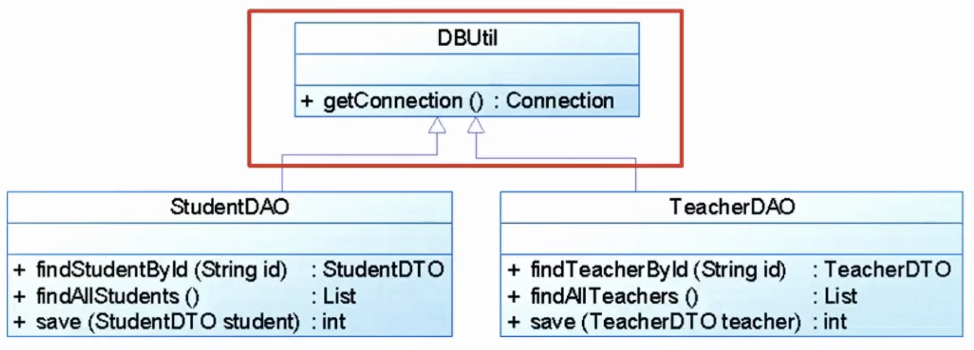 DBUtil
+ getConnection () : Connection
StudentDAO
+ findStudentById (String id) : StudentDTO
+ findAllStudents () : List
+ save (StudentDTO student) : int
TeacherDAO
+ findTeacherById (String id) : TeacherDTO
+ findAllTeachers () : List
+ save (TeacherDTO teacher) : int